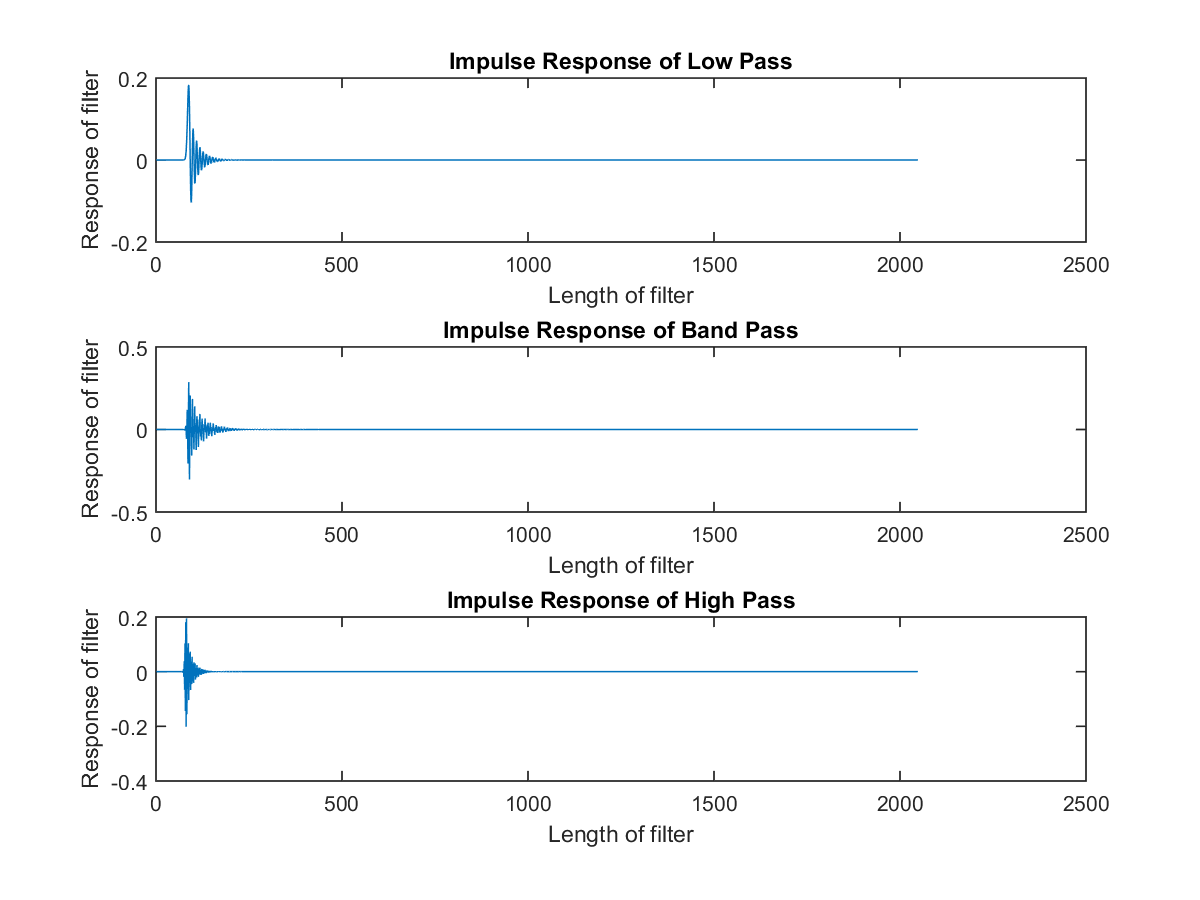 Impulse Response of Low Pass
Response of filter
0.2
0
-0.2
0 500 1000 1500 2000 2500
Length of filter
Impulse Response of Band Pass
Response of filter
0.5
0
-0.5
0 500 1000 1500 2000 2500
Length of filter
Impulse Response of High Pass
Response of filter
0.2
0
-0.2
-0.4
0 500 1000 1500 2000 2500
Length of filter